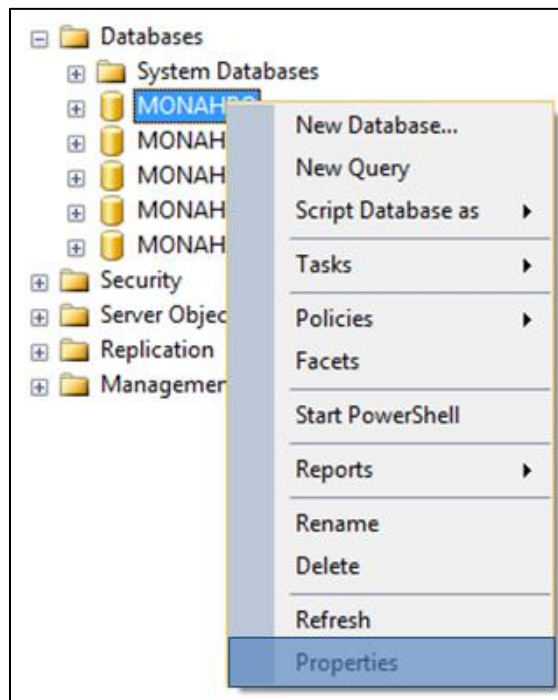 Databases
System Databases
MONAH
New Database...
MONAH
New Query
MONAH
Script Database as
MONAH
MONAH
Tasks
Security
Server Objec
Policies
Replication
Facets
Managemer
Start PowerShell
Reports
Rename
Delete
Refresh
Properties